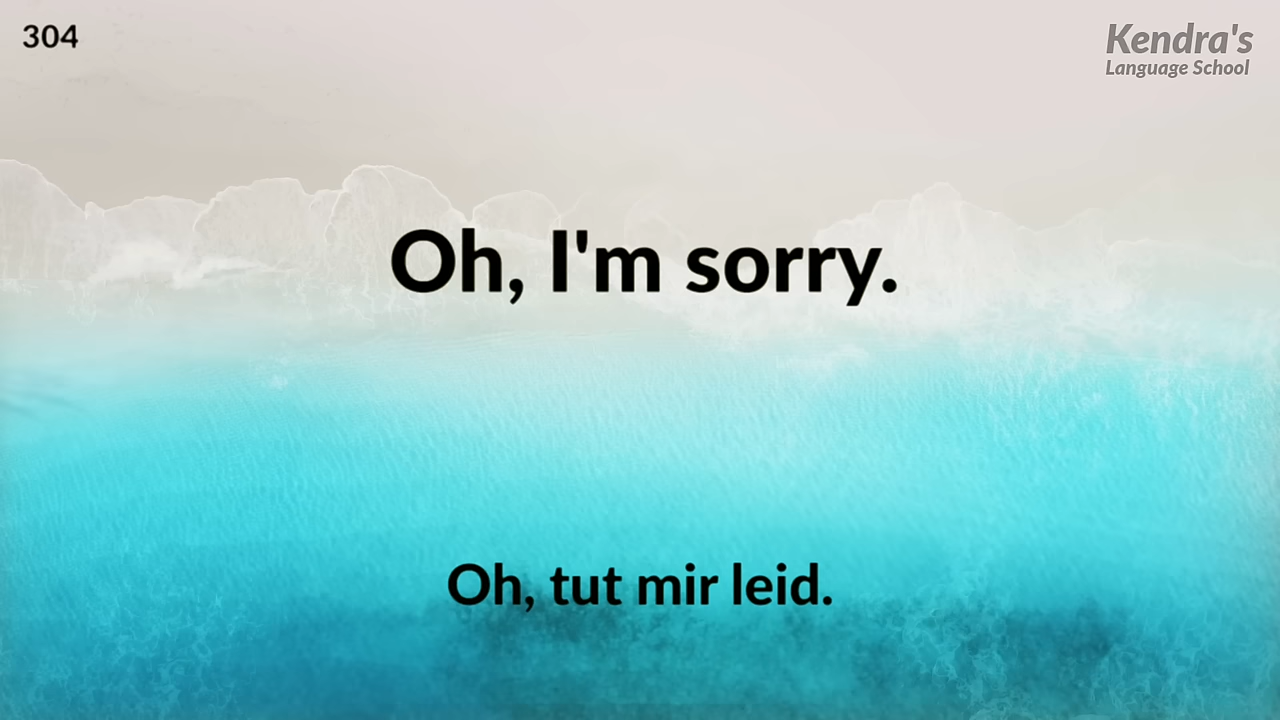 304
Kendra's
Language School
Oh, I'm sorry.
Oh, tut mir leid.